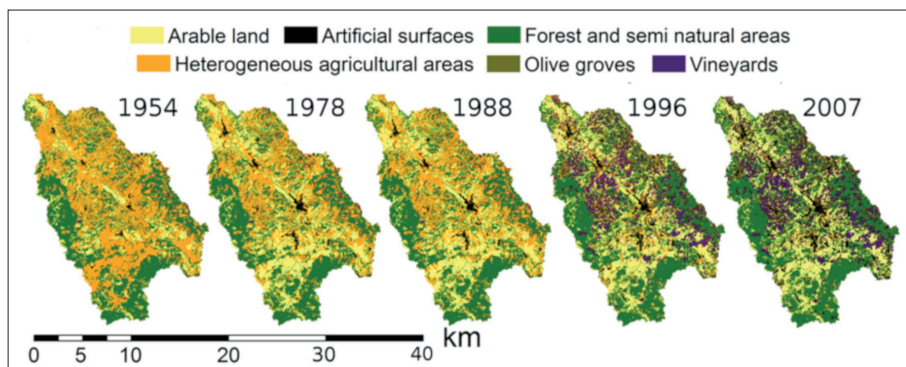 Arable land Artificial surfaces Forest and semi natural areas
Heterogeneous agricultural areas Olive groves Vineyards
1954 1978 1988 1996 2007
km
0 5 10 20 30 40